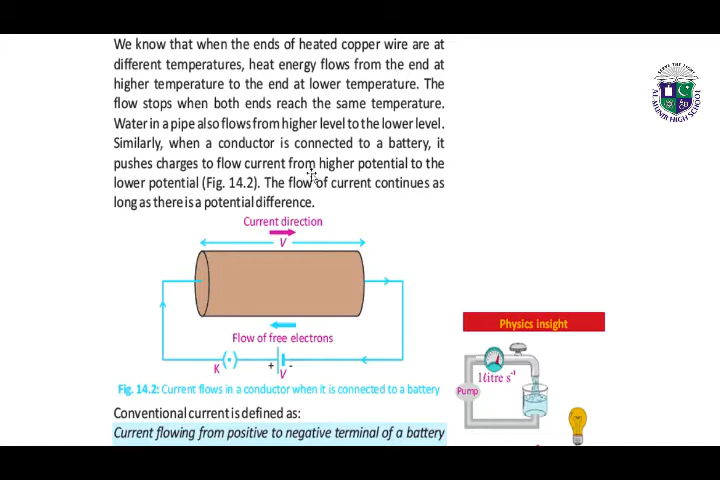 We know that when the ends of heated copper wire are at
different temperatures, heat energy flows from the end at
higher temperature to the end at lower temperature. The
flow stops when both ends reach the same temperature.
Water in a pipe also flows from higher level to the lower level.
Similarly, when a conductor is connected to a battery, it
pushes charges to flow current from higher potential to the
lower potential (Fig. 14.2). The flow of current continues as
long as there is a potential difference.
Current direction
V
Flow of free electrons
K
(•)
+
-
V
Fig. 14.2: Current flows in a conductor when it is connected to a battery
Conventional current is defined as:
Current flowing from positive to negative terminal of a battery
AL-MUNIR HIGH SCHOOL
Physics insight
1litre s⁻¹
Pump